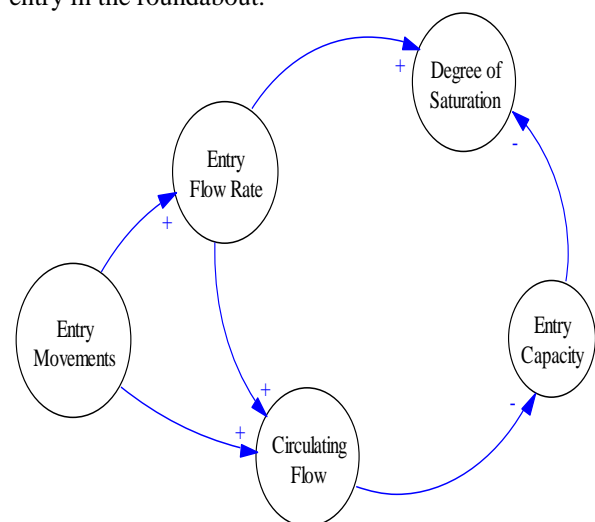 entry in the roundabout.
Degree of
Saturation
+
-
Entry
Flow Rate
+
Entry
Movements
Entry
Capacity
+
+
-
Circulating
Flow